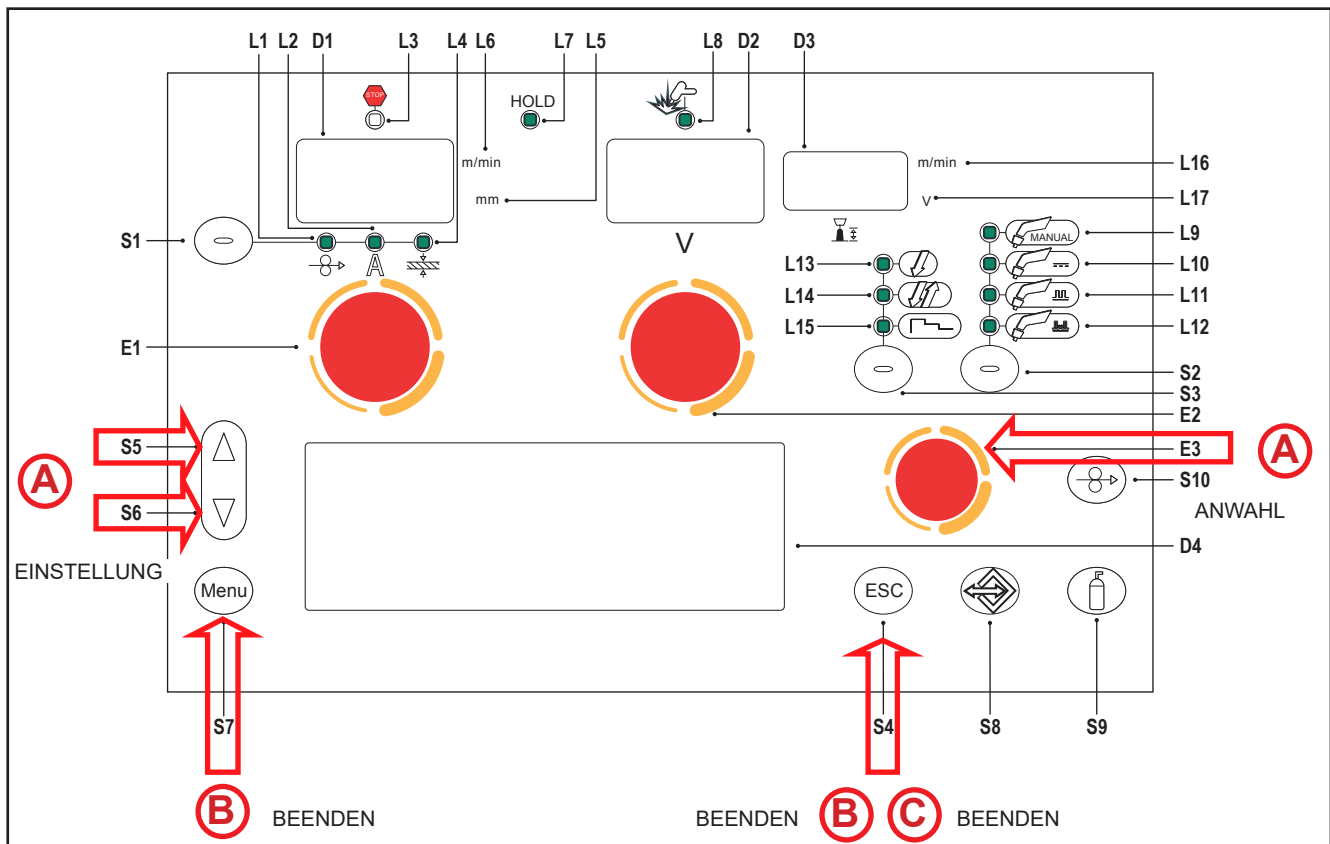 L1 L2 D1 L3 L4 L6 L7 L5 L8 D2 D3
STOP
HOLD
m/min
m/min
L16
mm
V
L17
S1
MANUAL
L9
A
V
L13
L10
L14
L11
L15
L12
E1
S2
S3
E2
S5
E3
A
A
S10
S6
ANWAHL
D4
EINSTELLUNG
Menu
ESC
S7
S4
S8
S9
B
BEENDEN
BEENDEN
B
C
BEENDEN